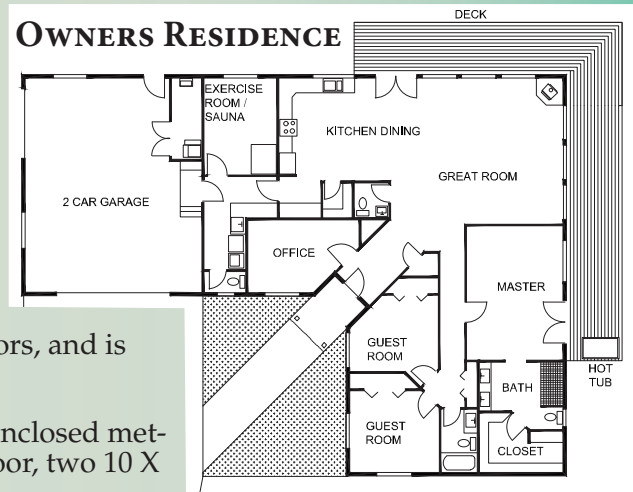 OWNERS RESIDENCE
DECK
EXERCISE
ROOM /
SAUNA
KITCHEN DINING
GREAT ROOM
2 CAR GARAGE
OFFICE
MASTER
GUEST
ROOM
HOT
TUB
BATH
GUEST
ROOM
CLOSET
ors, and is
nclosed met-
oor, two 10 X